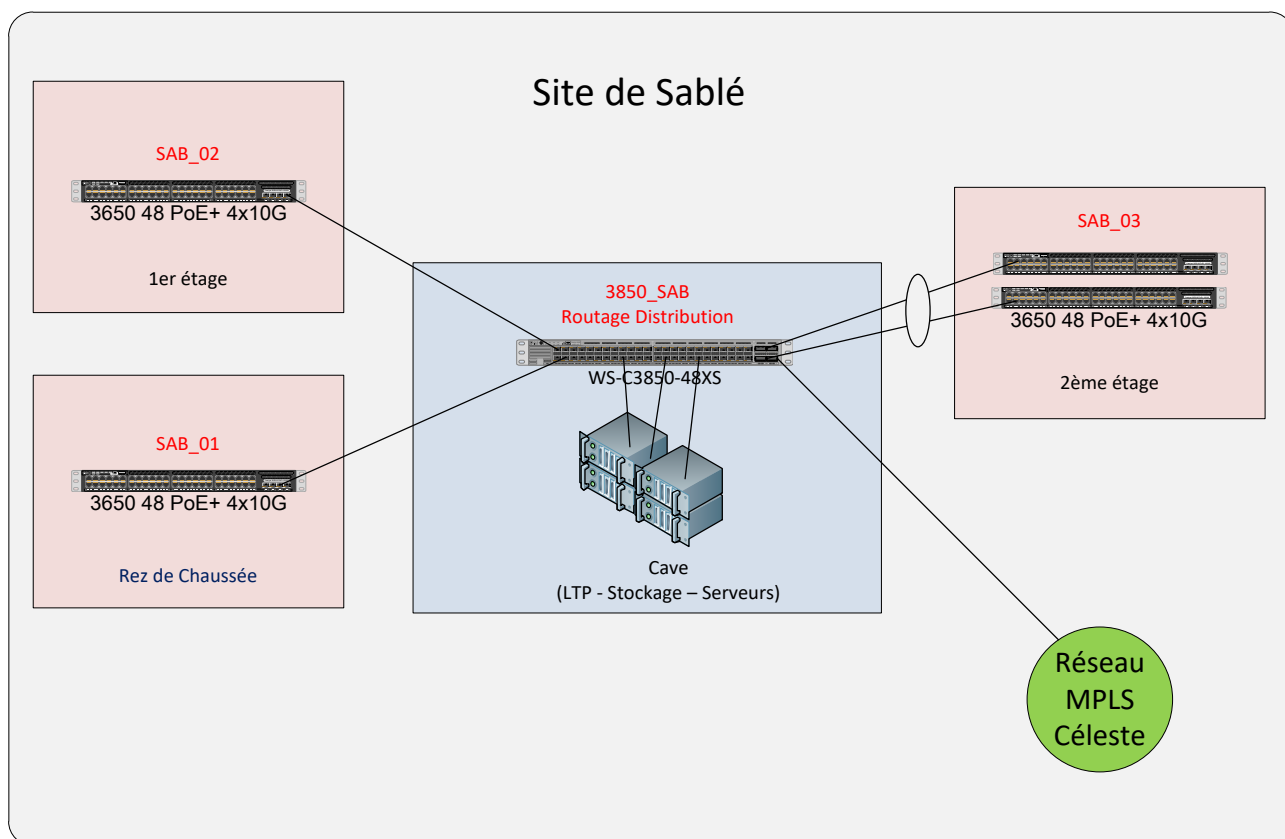 Site de Sablé
SAB_02
3650 48 PoE+ 4x10G
1er étage
SAB_01
3650 48 PoE+ 4x10G
Rez de Chaussée
3850_SAB
Routage Distribution
WS-C3850-48XS
Cave
(LTP - Stockage – Serveurs)
SAB_03
3650 48 PoE+ 4x10G
2ème étage
Réseau
MPLS
Céleste